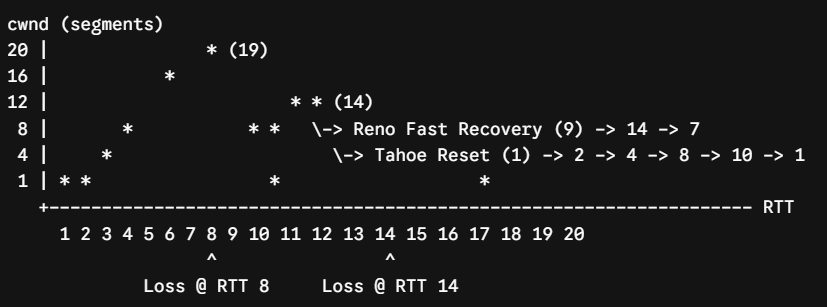 cwnd (segments)
20 | * (19)
16 | *
12 | * * (14)
8 | * * * \-> Reno Fast Recovery (9) -> 14 -> 7
4 | * \-> Tahoe Reset (1) -> 2 -> 4 -> 8 -> 10 -> 1
1 | * * * *
+------------------------------------------------------------------- RTT
1 2 3 4 5 6 7 8 9 10 11 12 13 14 15 16 17 18 19 20
^ ^
Loss @ RTT 8 Loss @ RTT 14